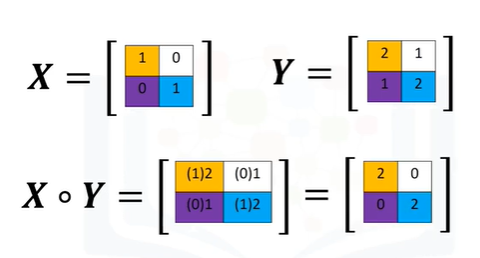 X = [ 1 0   Y = [ 2 1
0 1 ]   1 2 ]
X ∘ Y = [ (1)2 (0)1 = [ 2 0
(0)1 (1)2 ]   0 2 ]